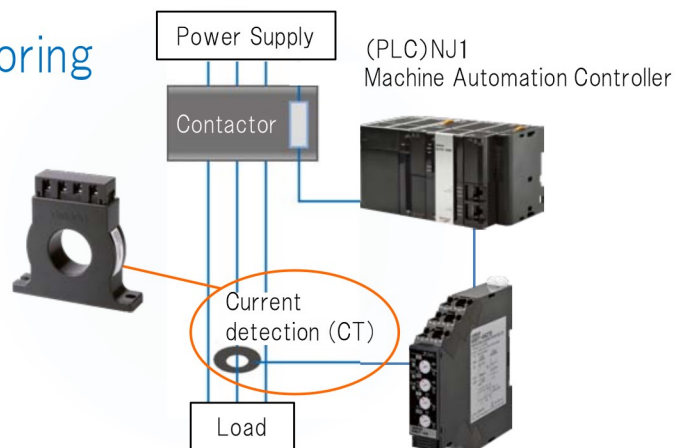 oring
Power Supply
(PLC)NJ1
Machine Automation Controller
Contactor
Current
detection (CT)
Load